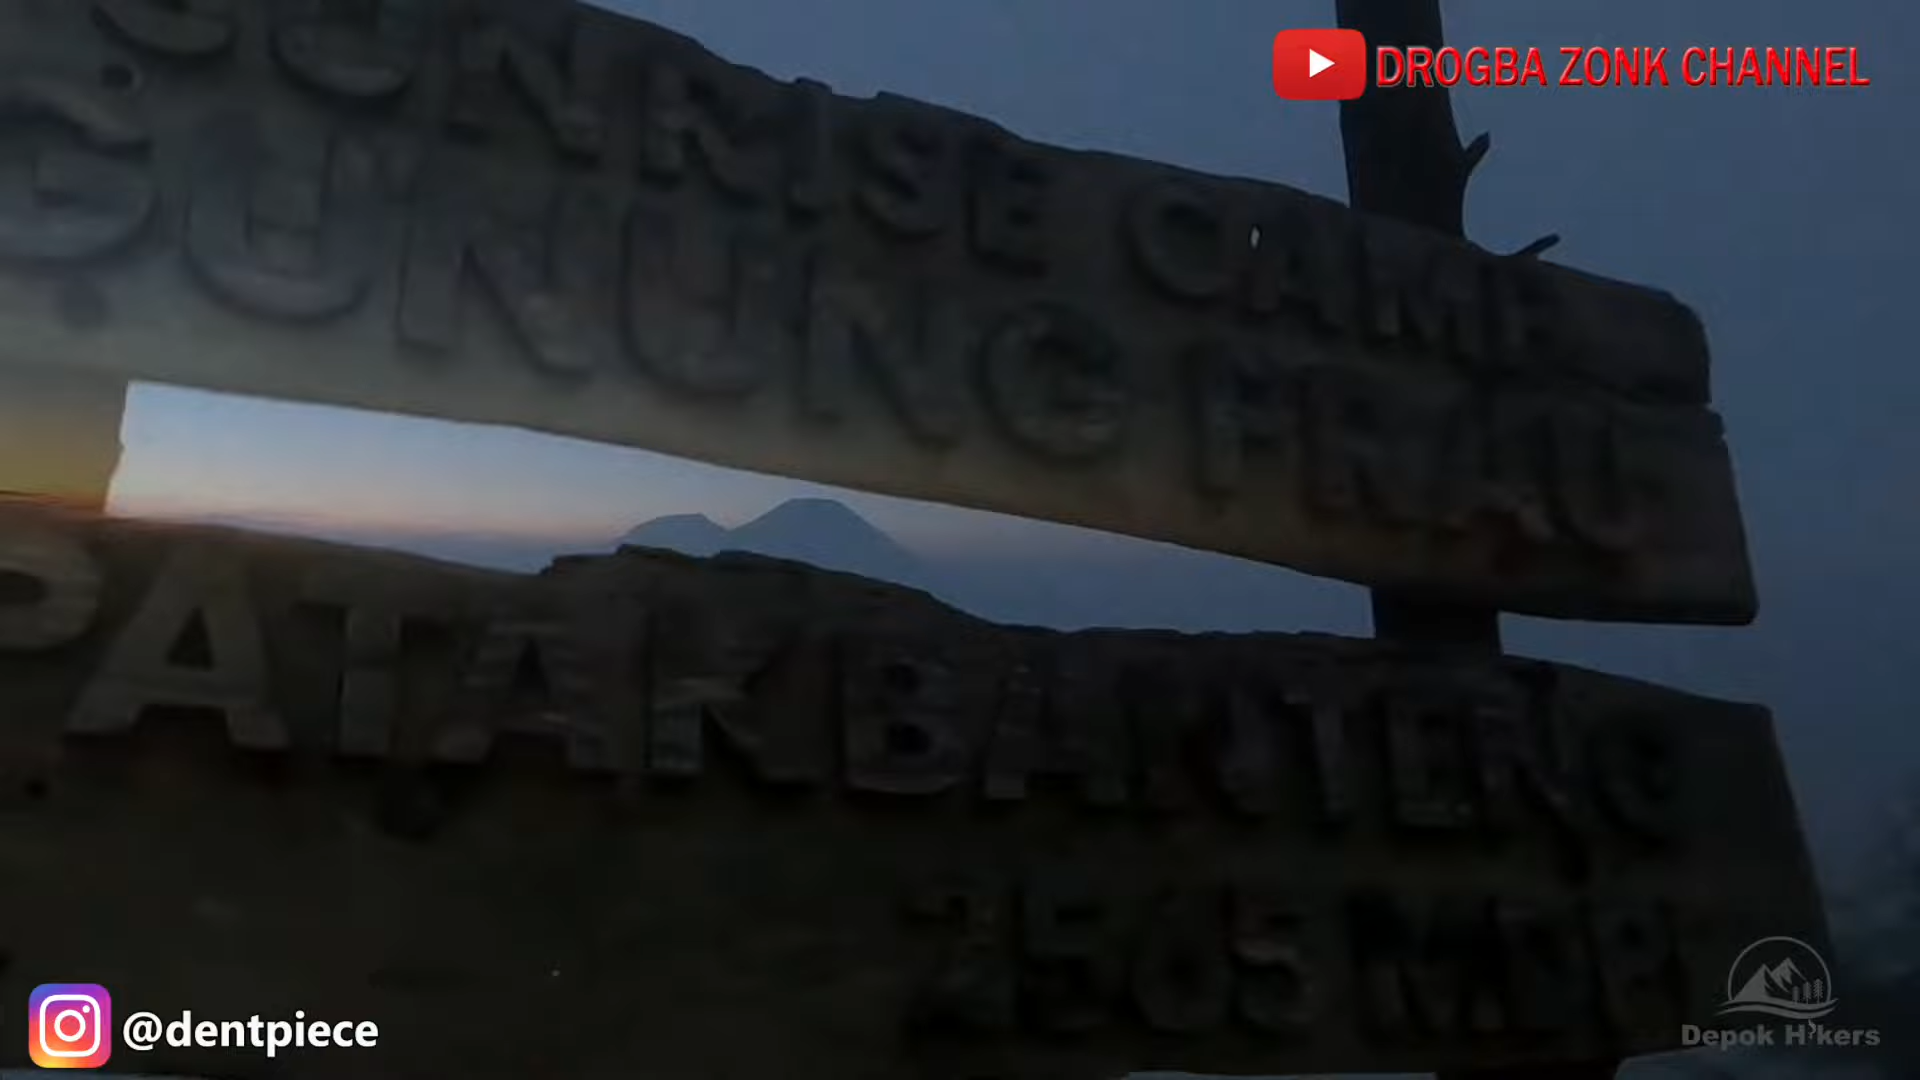 DROGBA ZONK CHANNEL
SUNRISE CAMP
GUNUNG PRAU
PATAKBANTENG
2565 MDPL
@dentpiece
Depok Hikers